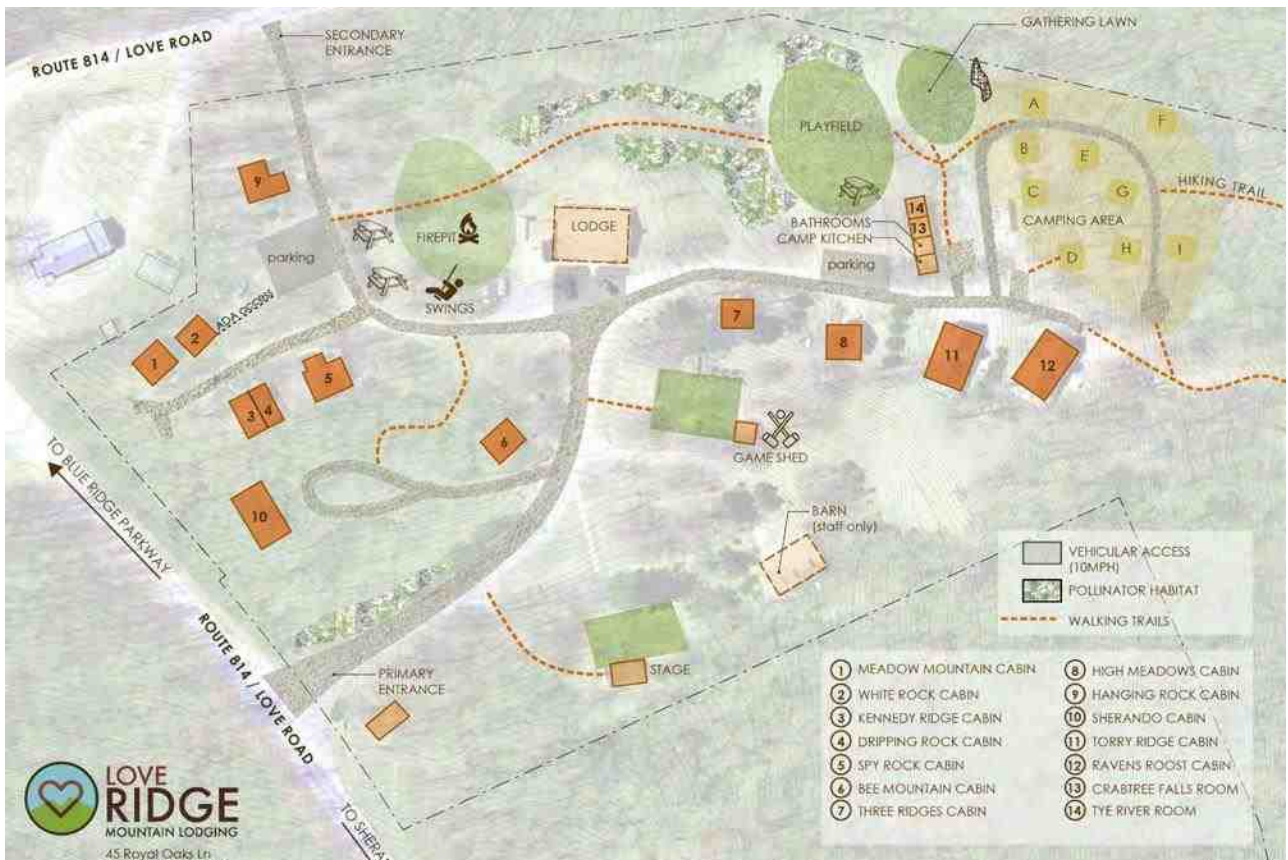 ROUTE 814 / LOVE ROAD
SECONDARY
ENTRANCE
GATHERING LAWN
PLAYFIELD
A
F
B
E
C
G
HIKING TRAIL
CAMPING AREA
D
H
I
9
FIREPIT
LODGE
14
BATHROOMS
13
CAMP KITCHEN
parking
parking
SWINGS
ADA ACCESS
2
1
7
8
11
12
5
3
4
6
GAME SHED
10
TO BLUE RIDGE PARKWAY
BARN
(staff only)
VEHICULAR ACCESS
(10MPH)
POLLINATOR HABITAT
WALKING TRAILS
ROUTE 814 / LOVE ROAD
PRIMARY
ENTRANCE
STAGE
1 MEADOW MOUNTAIN CABIN
2 WHITE ROCK CABIN
3 KENNEDY RIDGE CABIN
4 DRIPPING ROCK CABIN
5 SPY ROCK CABIN
6 BEE MOUNTAIN CABIN
7 THREE RIDGES CABIN
8 HIGH MEADOWS CABIN
9 HANGING ROCK CABIN
10 SHERANDO CABIN
11 TORRY RIDGE CABIN
12 RAVENS ROOST CABIN
13 CRABTREE FALLS ROOM
14 TYE RIVER ROOM
LOVE
RIDGE
MOUNTAIN LODGING
45 Royal Oaks Ln
TO SHERAN